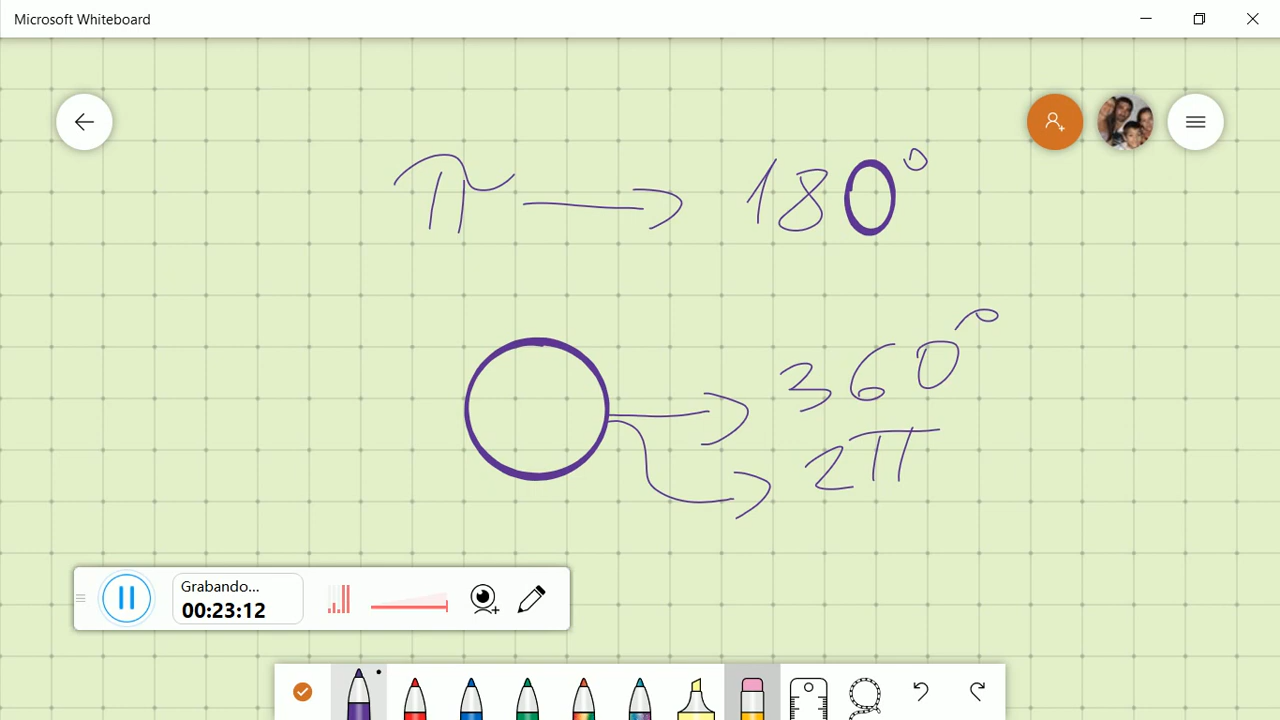 Microsoft Whiteboard
π → 180°
→ 360°
→ 2π
Grabando...
00:23:12